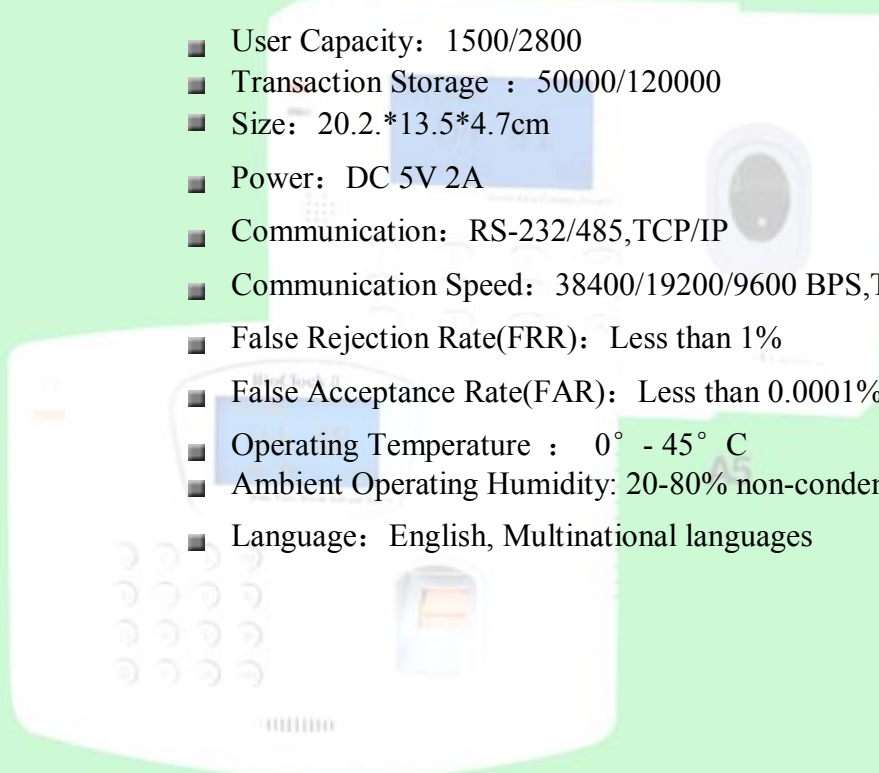 User Capacity：1500/2800
Transaction Storage ：50000/120000
Size：20.2.*13.5*4.7cm
Power：DC 5V 2A
Communication：RS-232/485,TCP/IP
Communication Speed：38400/19200/9600 BPS,T
False Rejection Rate(FRR)：Less than 1%
BioClock II
False Acceptance Rate(FAR)：Less than 0.0001%
Operating Temperature ： 0° - 45° C
A5
Ambient Operating Humidity: 20-80% non-conden
Language：English, Multinational languages